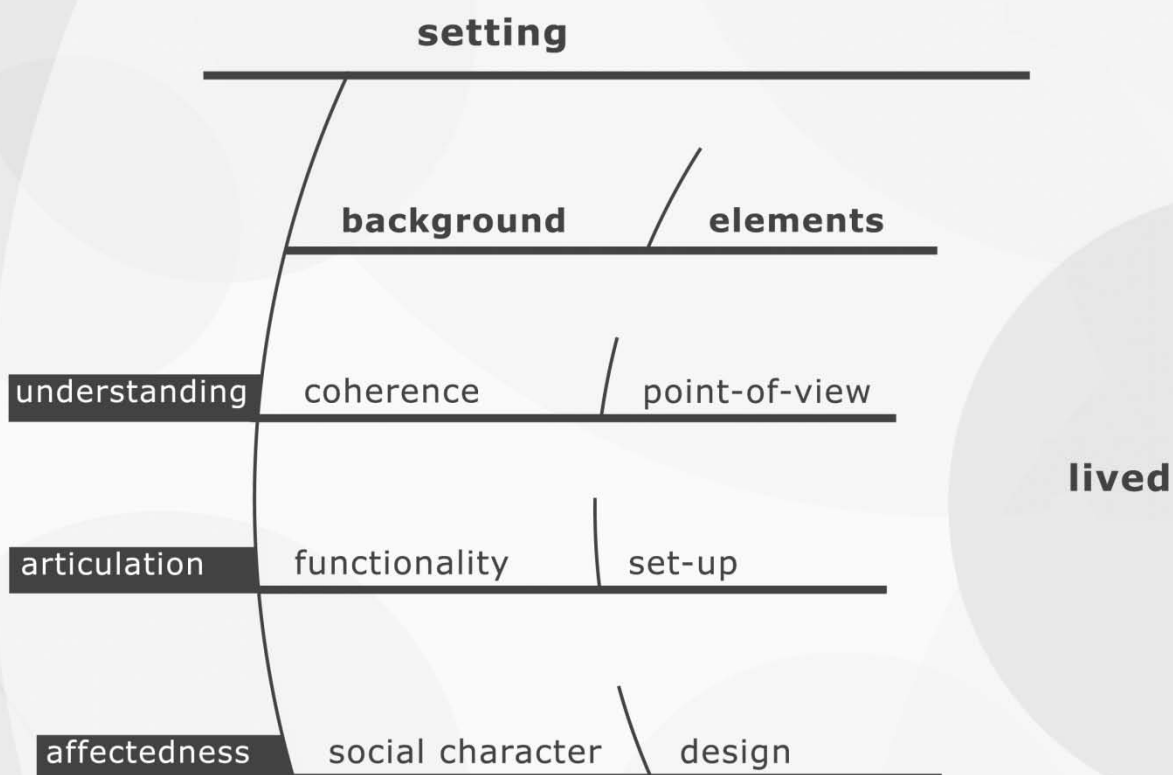 setting
background elements
understanding coherence point-of-view
lived
articulation functionality set-up
affectedness social character design